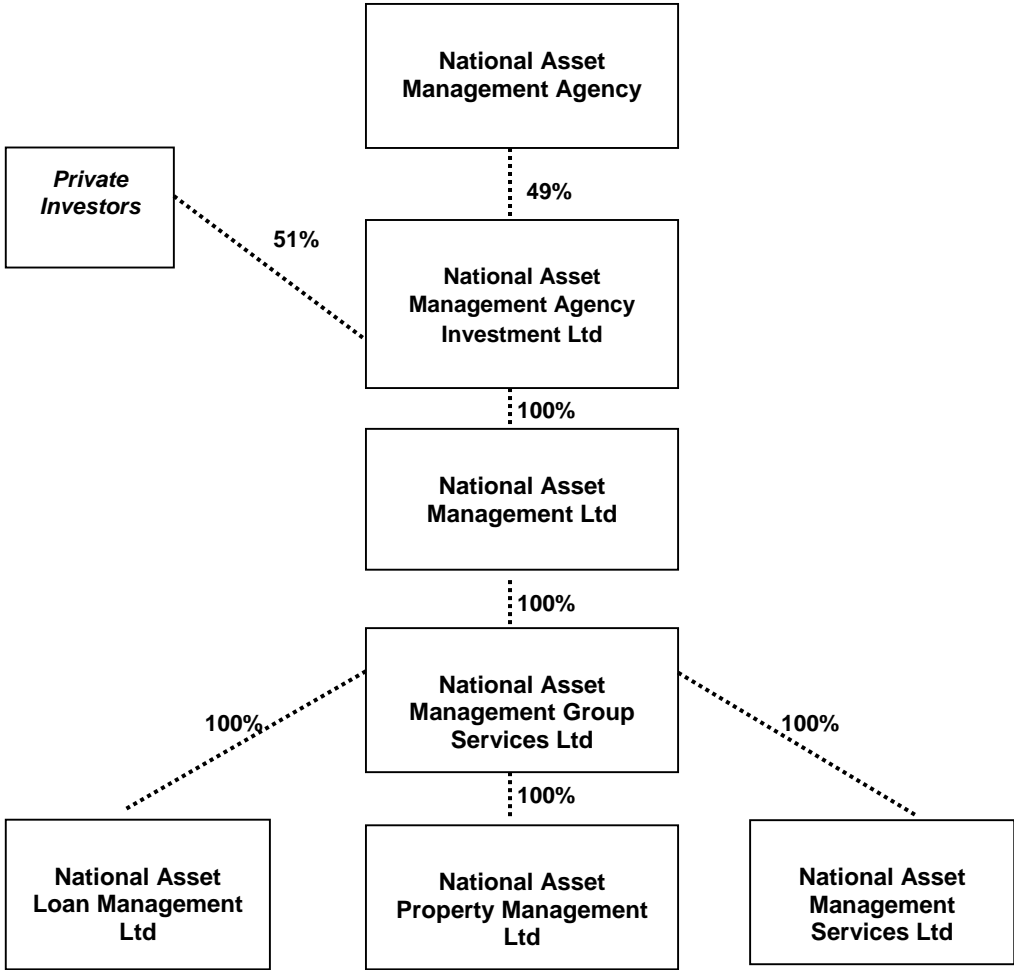 National Asset
Management Agency
Private
Investors
49%
51%
National Asset
Management Agency
Investment Ltd
100%
National Asset
Management Ltd
100%
National Asset
Management Group
Services Ltd
100%
100%
100%
National Asset
Loan Management
Ltd
National Asset
Property Management
Ltd
National Asset
Management
Services Ltd